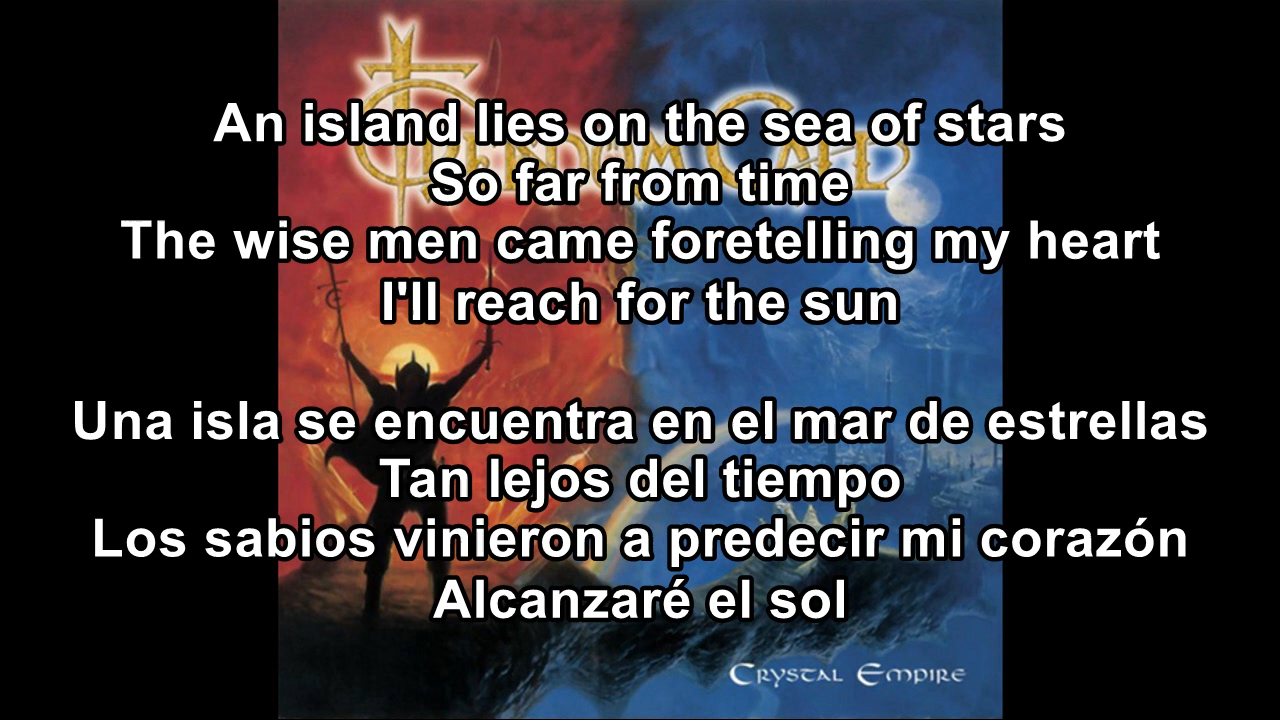 An island lies on the sea of stars
So far from time
The wise men came foretelling my heart
I'll reach for the sun
Una isla se encuentra en el mar de estrellas
Tan lejos del tiempo
Los sabios vinieron a predecir mi corazón
Alcanzaré el sol
Crystal Empire